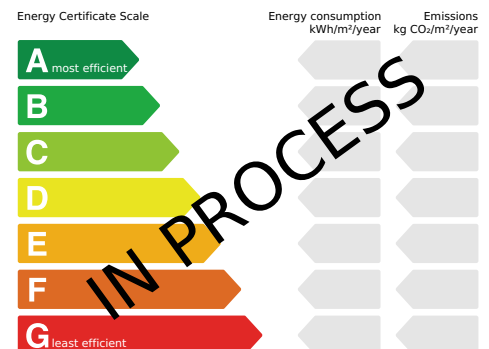 Energy Certificate Scale
Energy consumption
kWh/m²/year
Emissions
kg CO₂/m²/year
A most efficient
B
C
D
E
F
G least efficient
IN PROCESS